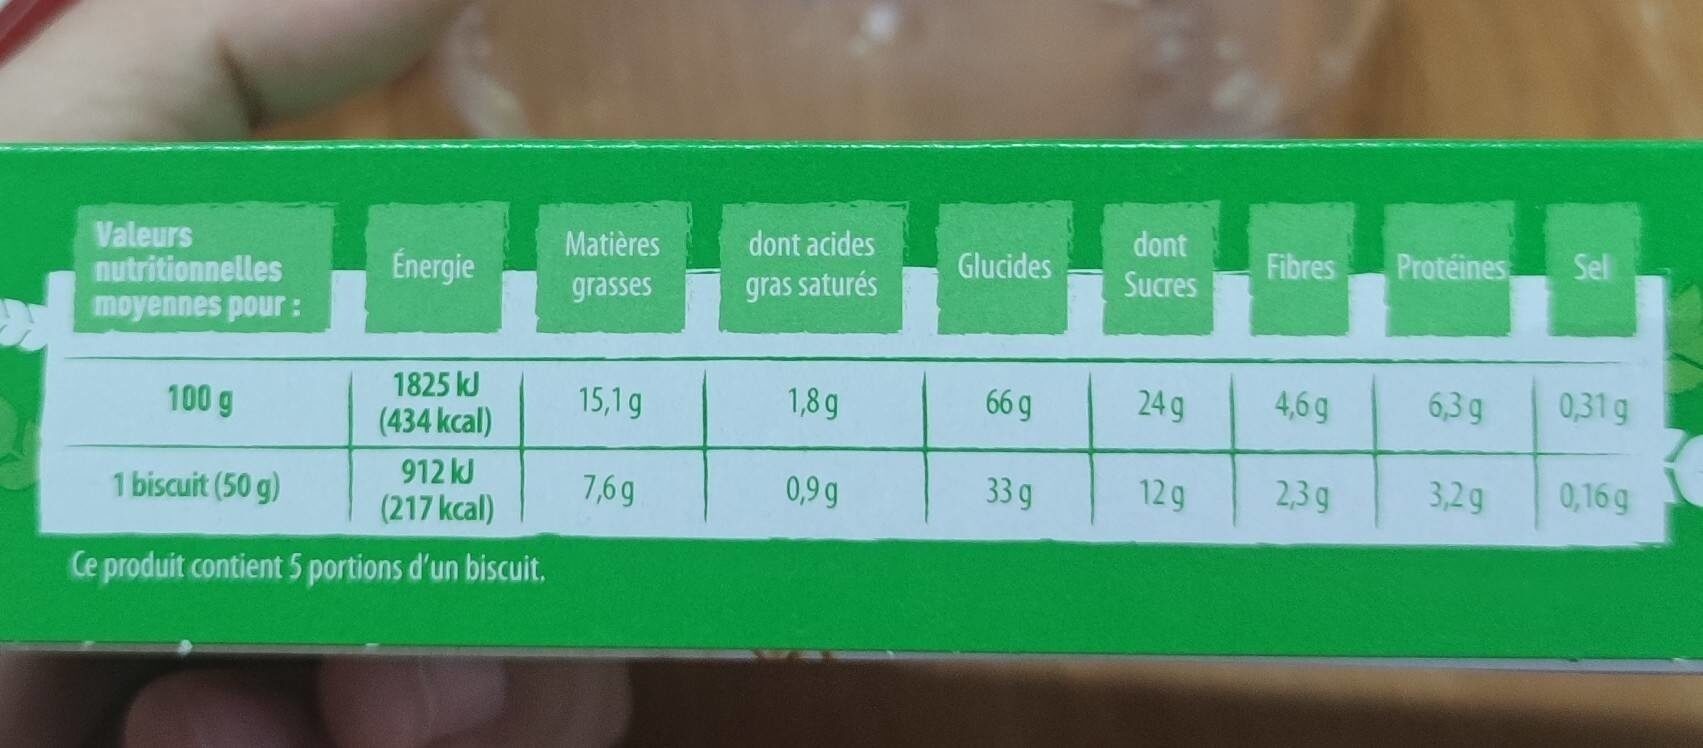 Valeurs nutritionnelles moyennes pour : Énergie Matières grasses dont acides gras saturés Glucides dont Sucres Fibres Protéines Sel
100 g 1825 kJ (434 kcal) 15,1 g 1,8 g 66 g 24 g 4,6 g 6,3 g 0,31 g
1 biscuit (50 g) 912 kJ (217 kcal) 7,6 g 0,9 g 33 g 12 g 2,3 g 3,2 g 0,16 g
Ce produit contient 5 portions d'un biscuit.